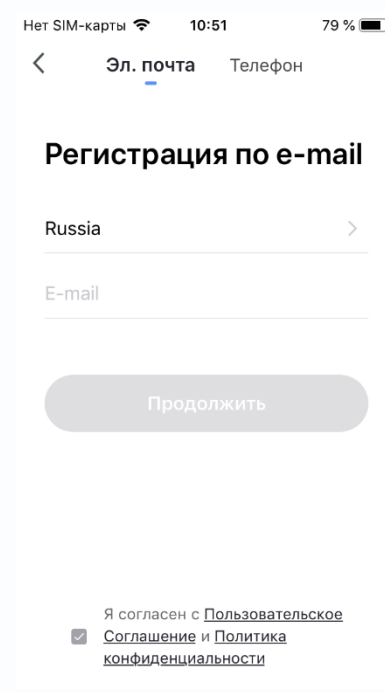 Нет SIM-карты 10:51 79 %
Эл. почта Телефон
Регистрация по e-mail
Russia
E-mail
Продолжить
Я согласен с Пользовательское
Соглашение и Политика
конфиденциальности